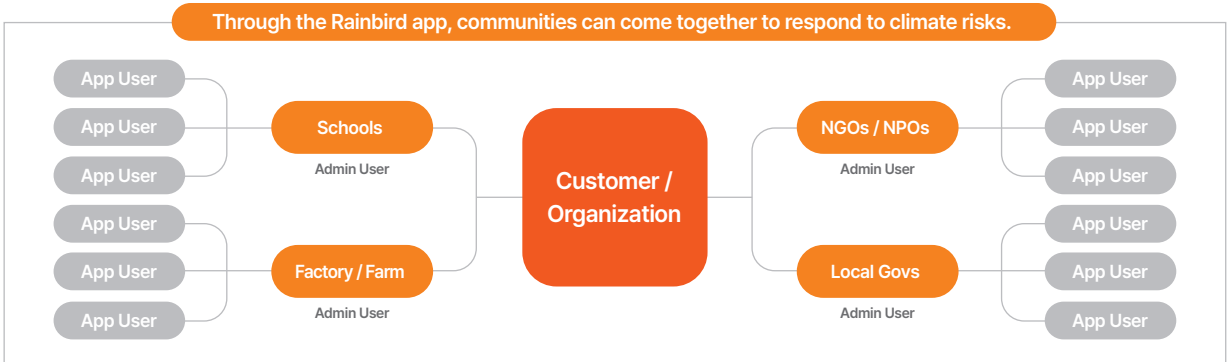 Through the Rainbird app, communities can come together to respond to climate risks.
App User
App User
App User
App User
App User
App User
Schools
Admin User
Factory / Farm
Admin User
Customer /
Organization
NGOs / NPOs
Admin User
Local Govs
Admin User
App User
App User
App User
App User
App User
App User